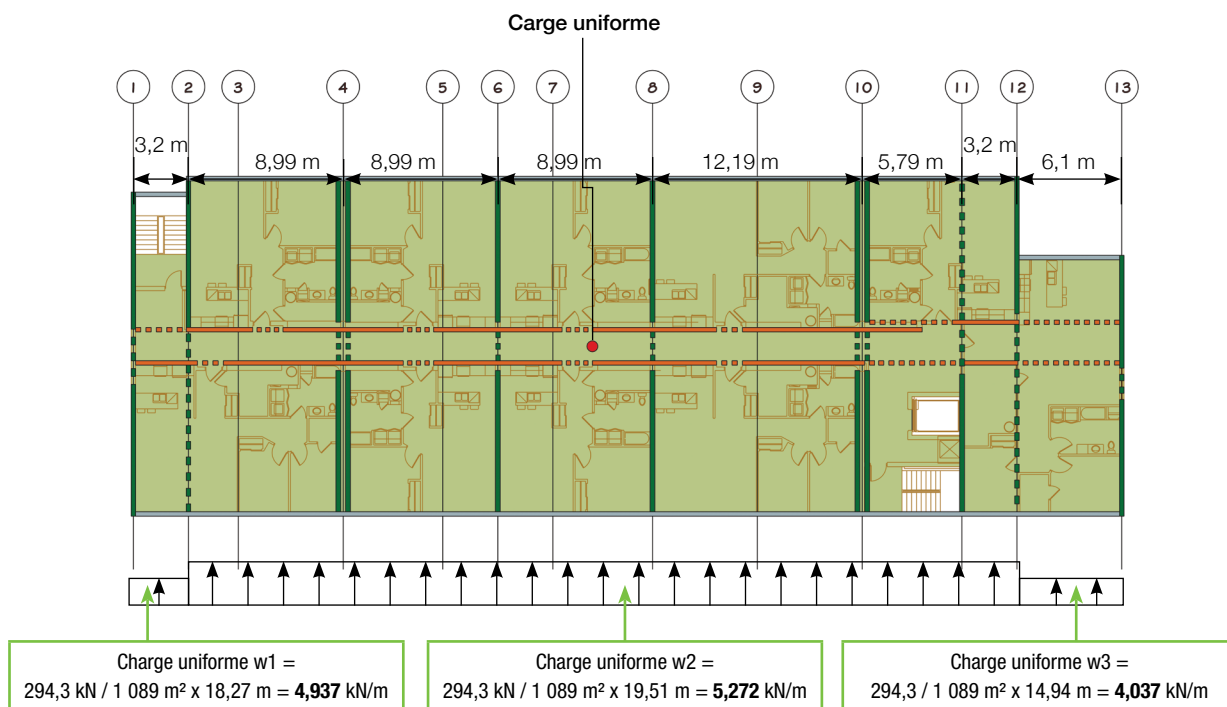 Carge uniforme
1 2 3 4 5 6 7 8 9 10 11 12 13
3,2 m 8,99 m 8,99 m 8,99 m 12,19 m 5,79 m 3,2 m 6,1 m
Charge uniforme w1 =
294,3 kN / 1 089 m² x 18,27 m = 4,937 kN/m
Charge uniforme w2 =
294,3 kN / 1 089 m² x 19,51 m = 5,272 kN/m
Charge uniforme w3 =
294,3 / 1 089 m² x 14,94 m = 4,037 kN/m